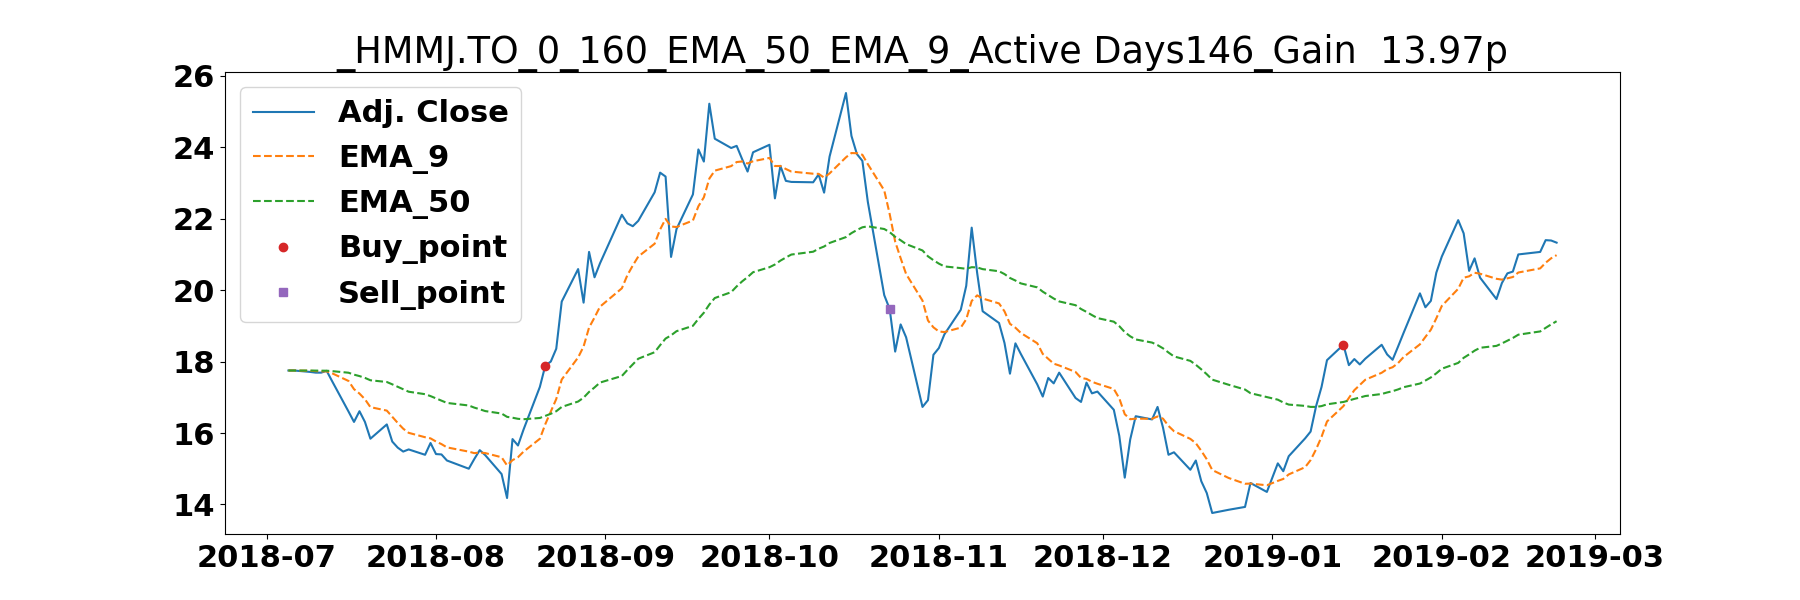 _HMMJ.TO_0_160_EMA_50_EMA_9_Active Days146_Gain  13.97p
26
24
22
20
18
16
14
Adj. Close
EMA_9
EMA_50
Buy_point
Sell_point
2018-07 2018-08 2018-09 2018-10 2018-11 2018-12 2019-01 2019-02 2019-03